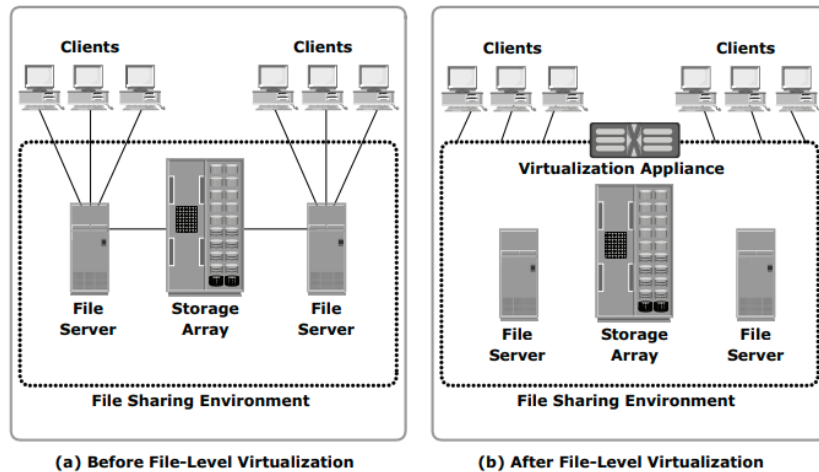 Clients
Clients
File
Server
Storage
Array
File
Server
File Sharing Environment
(a) Before File-Level Virtualization
Clients
Clients
Virtualization Appliance
File
Server
Storage
Array
File
Server
File Sharing Environment
(b) After File-Level Virtualization